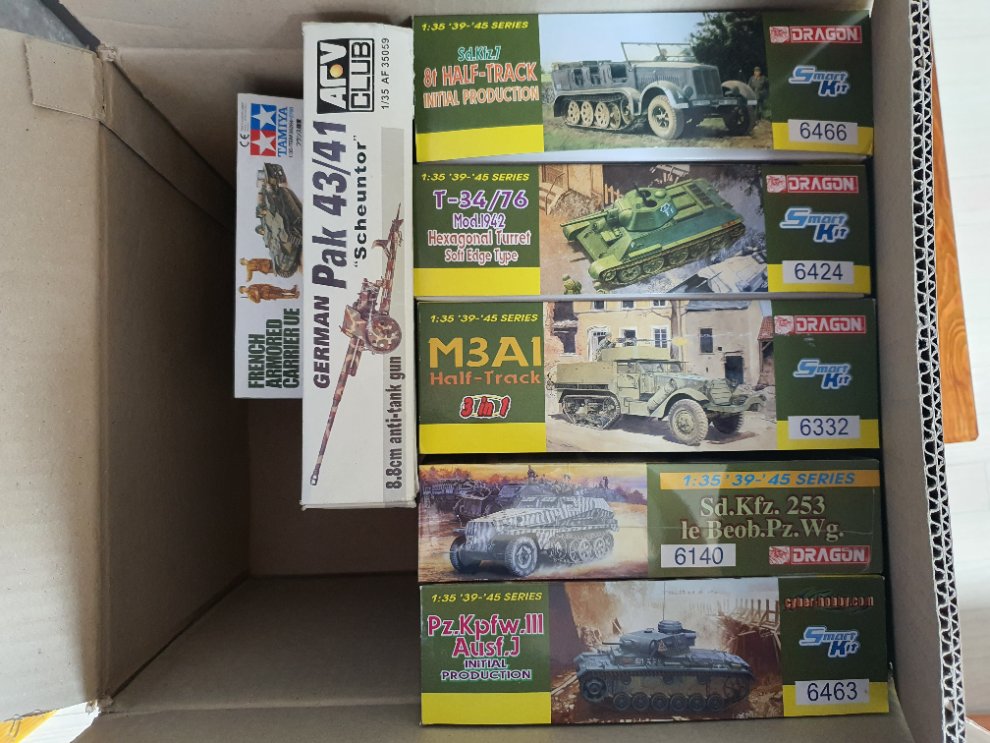 TAMIYA
FRENCH
ARMORED
CARRIER UE
AFV
CLUB
1/35 AF 35059
GERMAN Pak 43/41
"Scheuntor"
8.8cm anti-tank gun
1:35 '39-'45 SERIES
Sd.Kfz.7
8t HALF-TRACK
INITIAL PRODUCTION
DRAGON
Smart
Kit
6466
1:35 '39-'45 SERIES
T-34/76
Mod.1942
Hexagonal Turret
Soft Edge Type
DRAGON
Smart
Kit
6424
1:35 '39-'45 SERIES
M3A1
Half-Track
3 in 1
DRAGON
Smart
Kit
6332
1:35 '39-'45 SERIES
Sd.Kfz. 253
le Beob.Pz.Wg.
6140
DRAGON
1:35 '39-'45 SERIES
Pz.Kpfw.III
Ausf.J
INITIAL
PRODUCTION
cyber-hobby.com
Smart
Kit
6463